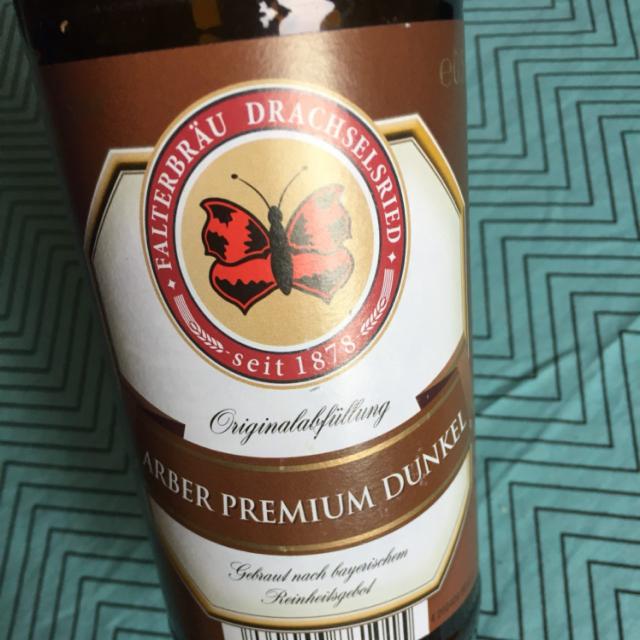 FALTERBRÄU DRACHSELSRIED
seit 1878
Originalabfüllung
ARBER PREMIUM DUNKEL
Gebraut nach bayerischem
Reinheitsgebot